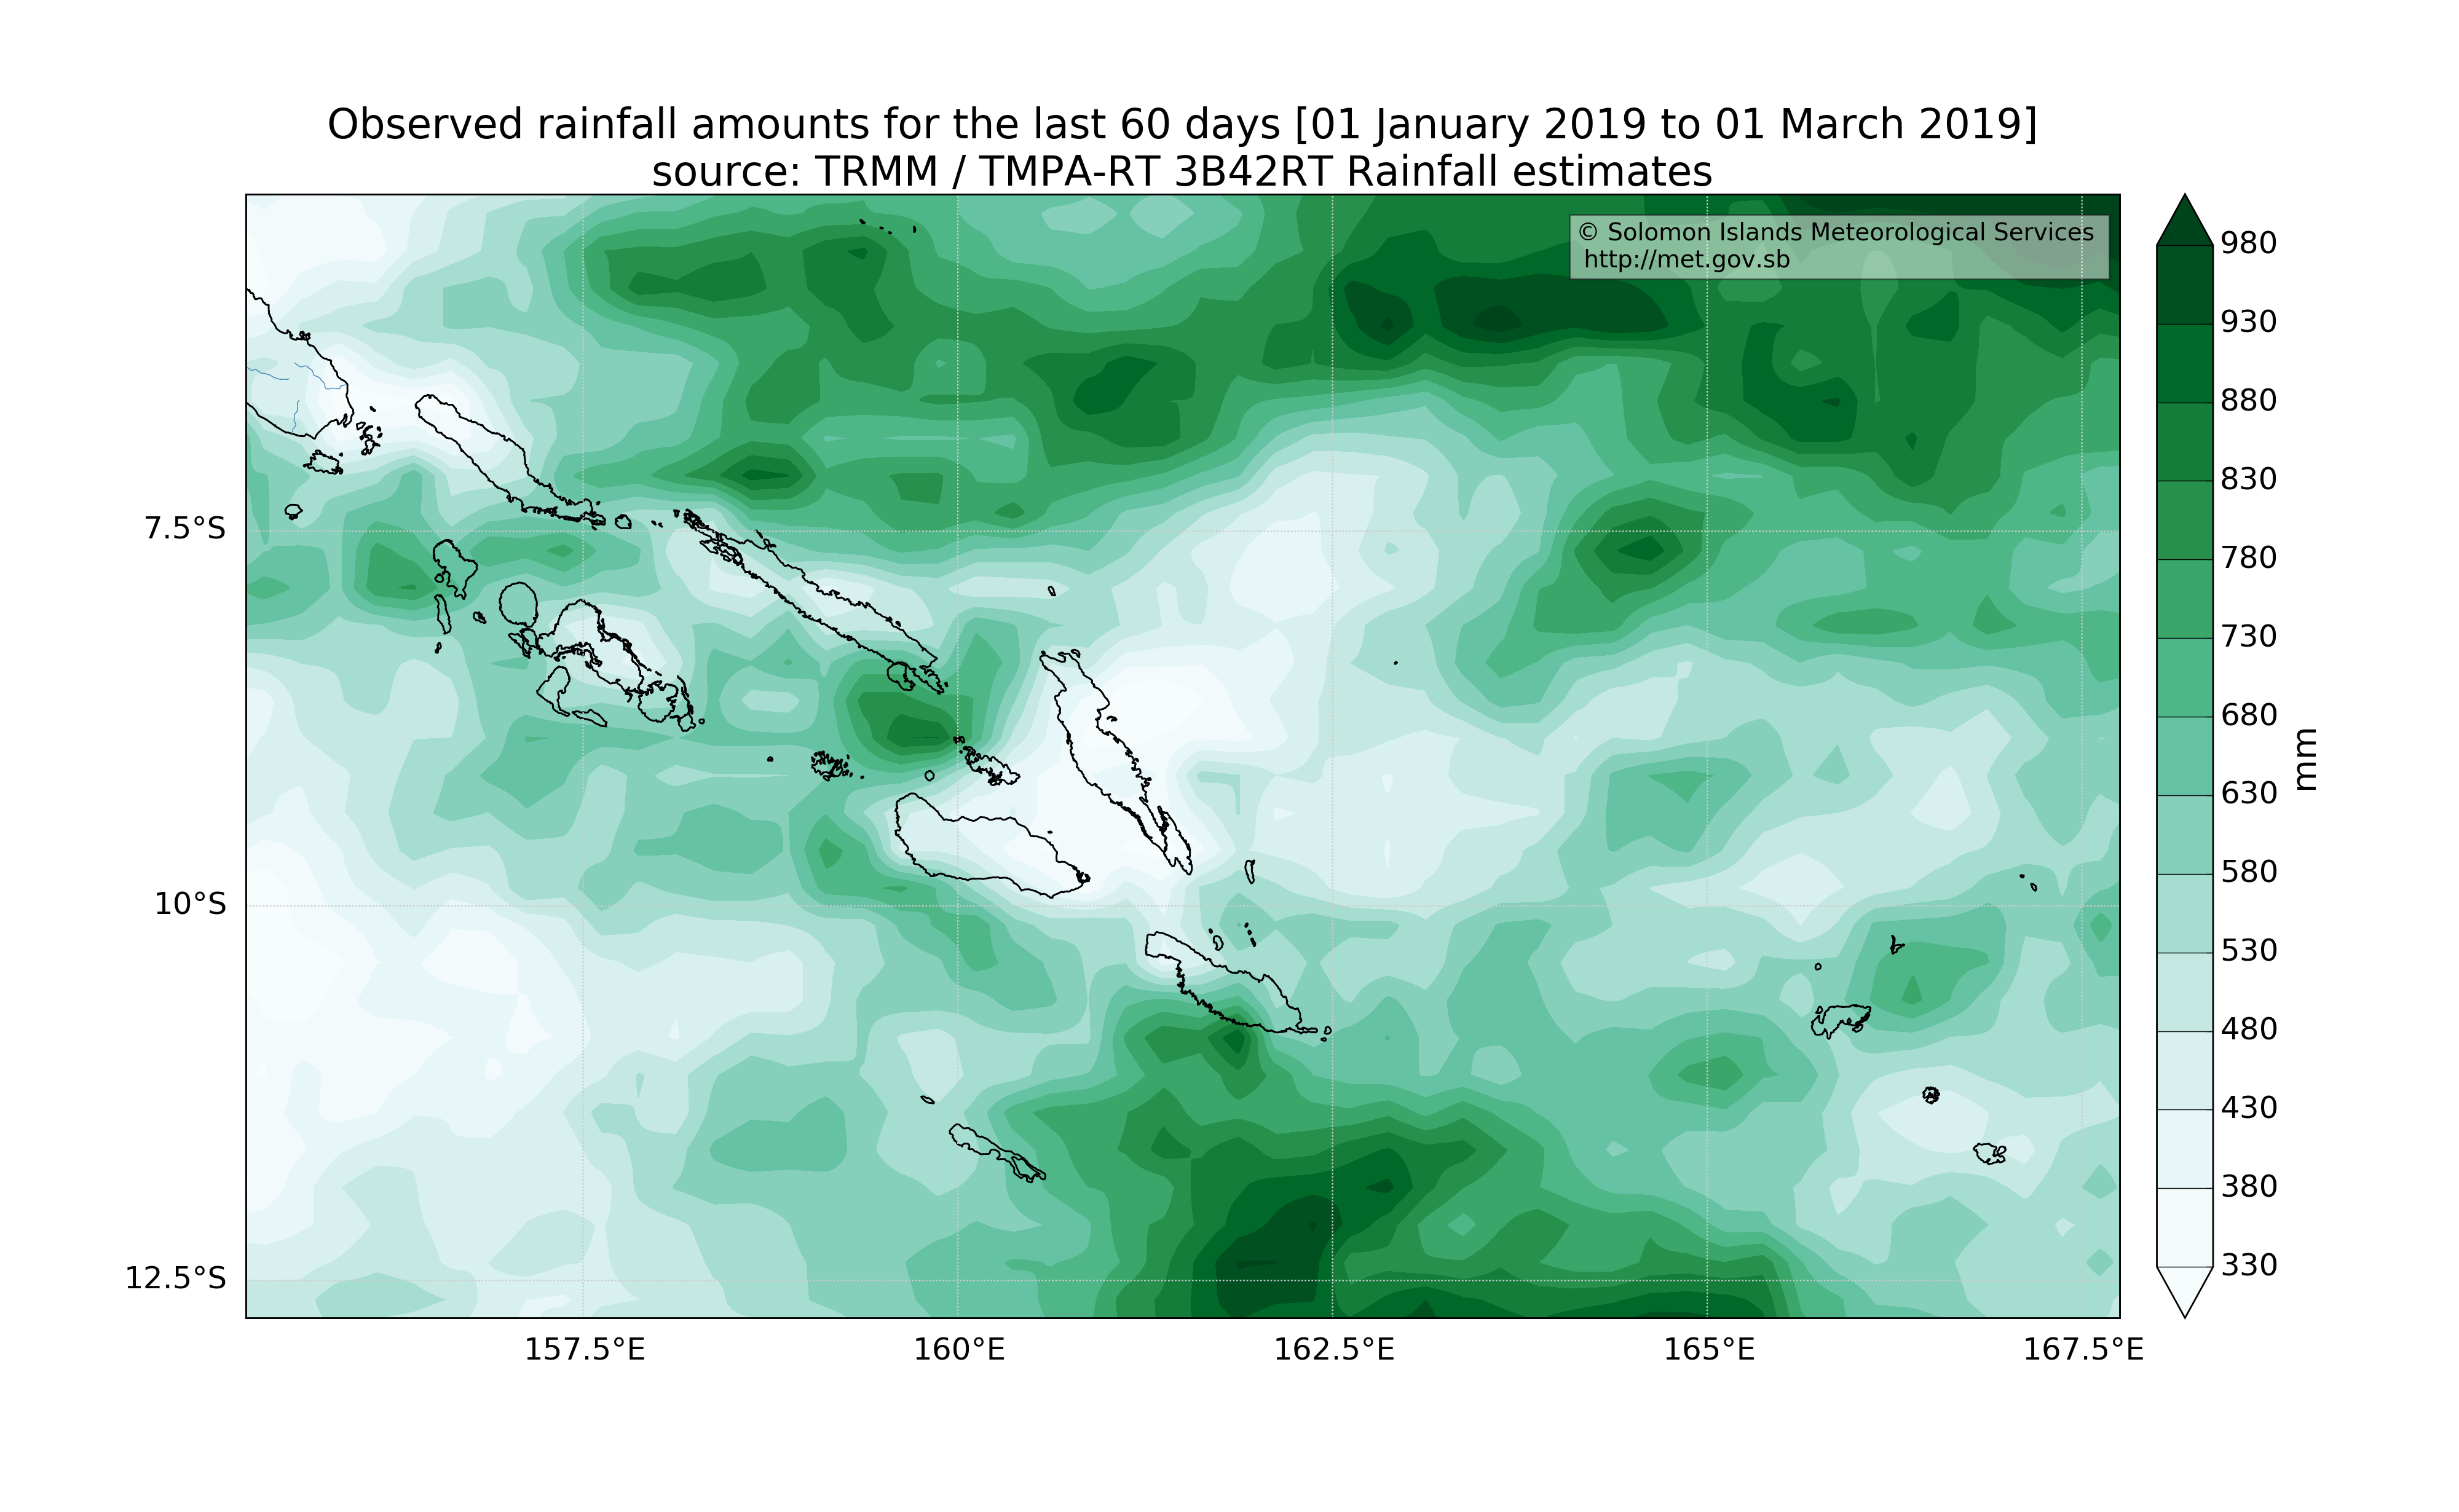 Observed rainfall amounts for the last 60 days [01 January 2019 to 01 March 2019]
source: TRMM / TMPA-RT 3B42RT Rainfall estimates
© Solomon Islands Meteorological Services
http://met.gov.sb
7.5°S
10°S
12.5°S
157.5°E
160°E
162.5°E
165°E
167.5°E
980
930
880
830
780
730
680
630
580
530
480
430
380
330
mm